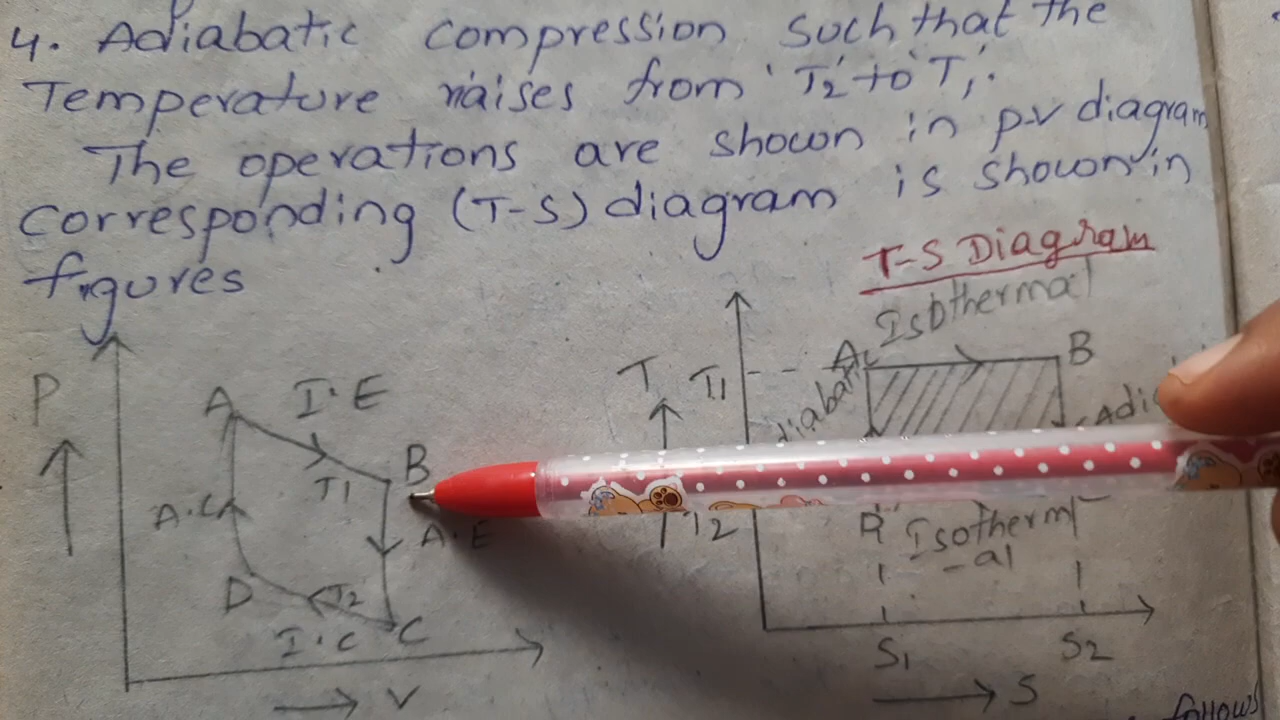 4. Adiabatic compression such that the
Temperature raises from 'T2' to 'T1'.
The operations are shown in p-v diagram
corresponding (T-S) diagram is shown in
figures
T-S Diagram
Isothermal
P
A
I.E
T1
B
A.C
A.E
D
T2
I.C
C
V
T
T1
A
B
T2
Isotherm
-al
S1
S2
S